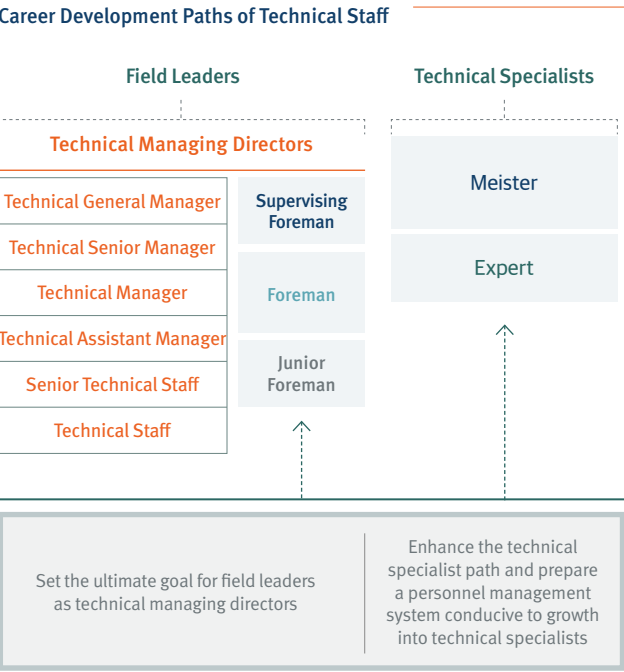 Career Development Paths of Technical Staff
Field Leaders
Technical Specialists
Technical Managing Directors
Technical General Manager
Technical Senior Manager
Technical Manager
Technical Assistant Manager
Senior Technical Staff
Technical Staff
Supervising
Foreman
Foreman
Junior
Foreman
Meister
Expert
Set the ultimate goal for field leaders
as technical managing directors
Enhance the technical
specialist path and prepare
a personnel management
system conducive to growth
into technical specialists